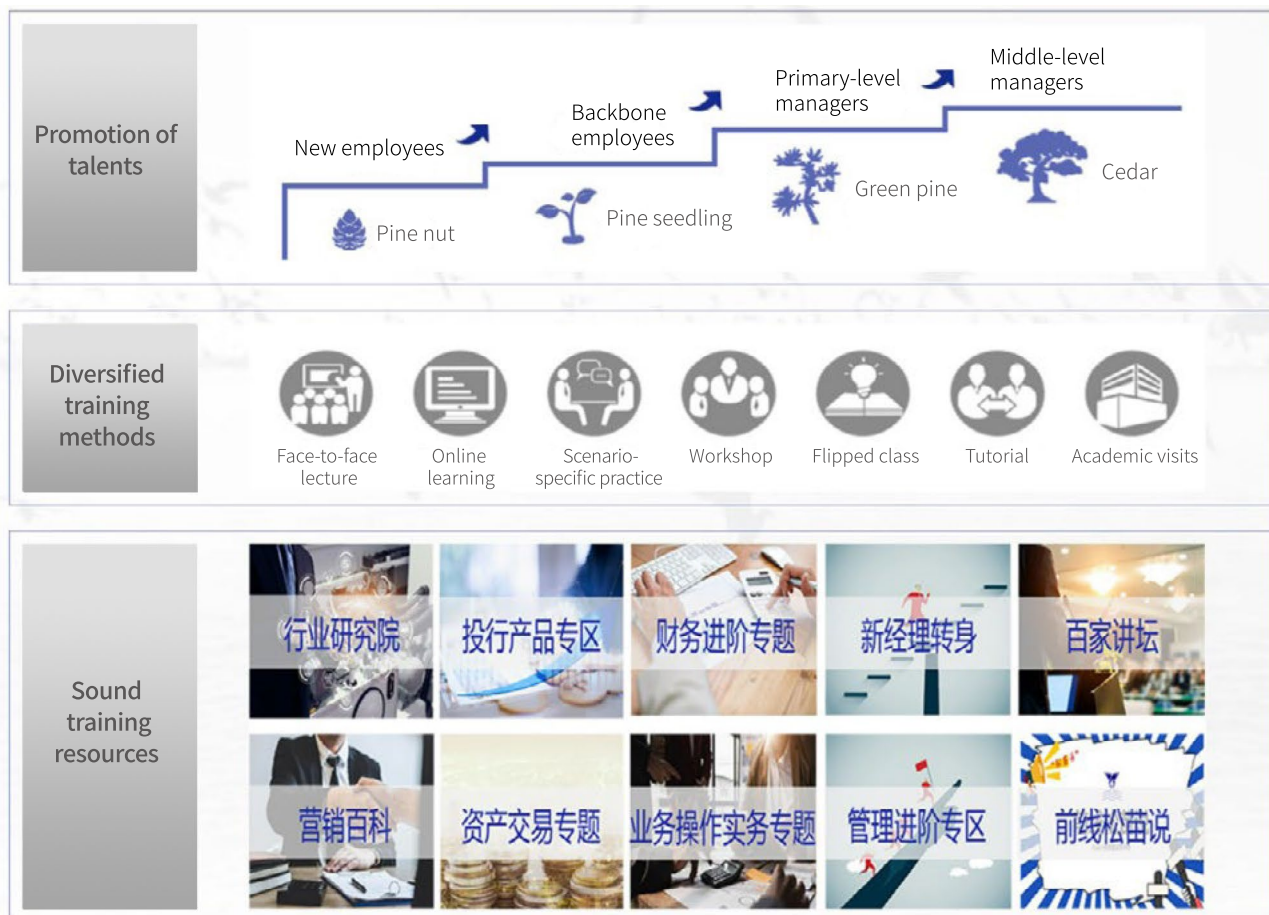 Promotion of
talents
New employees
Backbone
employees
Primary-level
managers
Middle-level
managers
Pine nut
Pine seedling
Green pine
Cedar
Diversified
training
methods
Face-to-face
lecture
Online
learning
Scenario-
specific practice
Workshop
Flipped class
Tutorial
Academic visits
Sound
training
resources
行业研究院
投行产品专区
财务进阶专题
新经理转身
百家讲坛
营销百科
资产交易专题
业务操作实务专题
管理进阶专区
前线松苗说